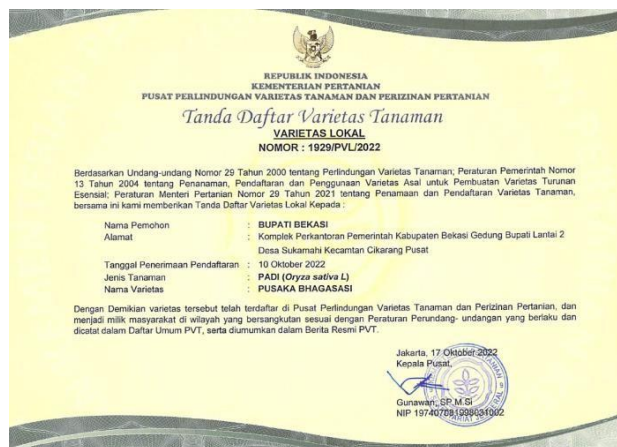 REPUBLIK INDONESIA
KEMENTERIAN PERTANIAN
PUSAT PERLINDUNGAN VARIETAS TANAMAN DAN PERIZINAN PERTANIAN
Tanda Daftar Varietas Tanaman
VARIETAS LOKAL
NOMOR : 1929/PVL/2022
Berdasarkan Undang-undang Nomor 29 Tahun 2000 tentang Perlindungan Varietas Tanaman; Peraturan Pemerintah Nomor
13 Tahun 2004 tentang Penanaman, Pendaftaran dan Penggunaan Varietas Asal untuk Pembuatan Varietas Turunan
Esensial; Peraturan Menteri Pertanian Nomor 29 Tahun 2021 tentang Penamaan dan Pendaftaran Varietas Tanaman,
bersama ini kami memberikan Tanda Daftar Varietas Lokal Kepada :
Nama Pemohon : BUPATI BEKASI
Alamat : Komplek Perkantoran Pemerintah Kabupaten Bekasi Gedung Bupati Lantai 2
Desa Sukamahi Kecamtan Cikarang Pusat
Tanggal Penerimaan Pendaftaran : 10 Oktober 2022
Jenis Tanaman : PADI (Oryza sativa L)
Nama Varietas : PUSAKA BHAGASASI
Dengan Demikian varietas tersebut telah terdaftar di Pusat Perlindungan Varietas Tanaman dan Perizinan Pertanian, dan
menjadi milik masyarakat di wilayah yang bersangkutan sesuai dengan Peraturan Perundang- undangan yang berlaku dan
dicatat dalam Daftar Umum PVT, serta diumumkan dalam Berita Resmi PVT.
Jakarta, 17 Oktober 2022
Kepala Pusat,
Gunawan, SP.M.Si
NIP 197407081998031002